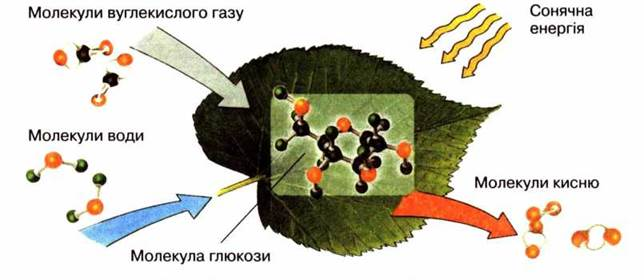 Молекули вуглекислого газу
Сонячна
енергія
Молекули води
Молекули кисню
Молекула глюкози